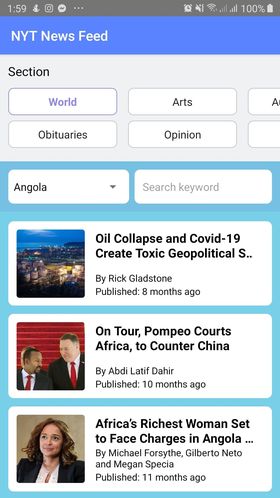 1:59
100%
NYT News Feed
Section
World
Arts
Obituaries
Opinion
Angola
Search keyword
Oil Collapse and Covid-19
Create Toxic Geopolitical S..
By Rick Gladstone
Published: 8 months ago
On Tour, Pompeo Courts
Africa, to Counter China
By Abdi Latif Dahir
Published: 10 months ago
Africa's Richest Woman Set
to Face Charges in Angola ...
By Michael Forsythe, Gilberto Neto
and Megan Specia
Published: 11 months ago